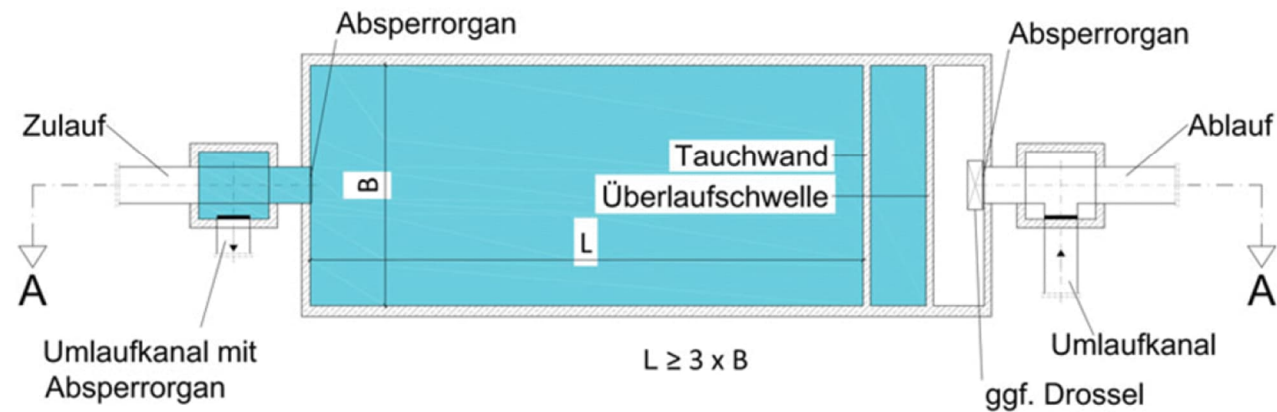 Absperrorgan
Absperrorgan
Zulauf
Ablauf
Tauchwand
B
Überlaufschwelle
L
A
A
Umlaufkanal mit
Absperrorgan
L ≥ 3 x B
Umlaufkanal
ggf. Drossel